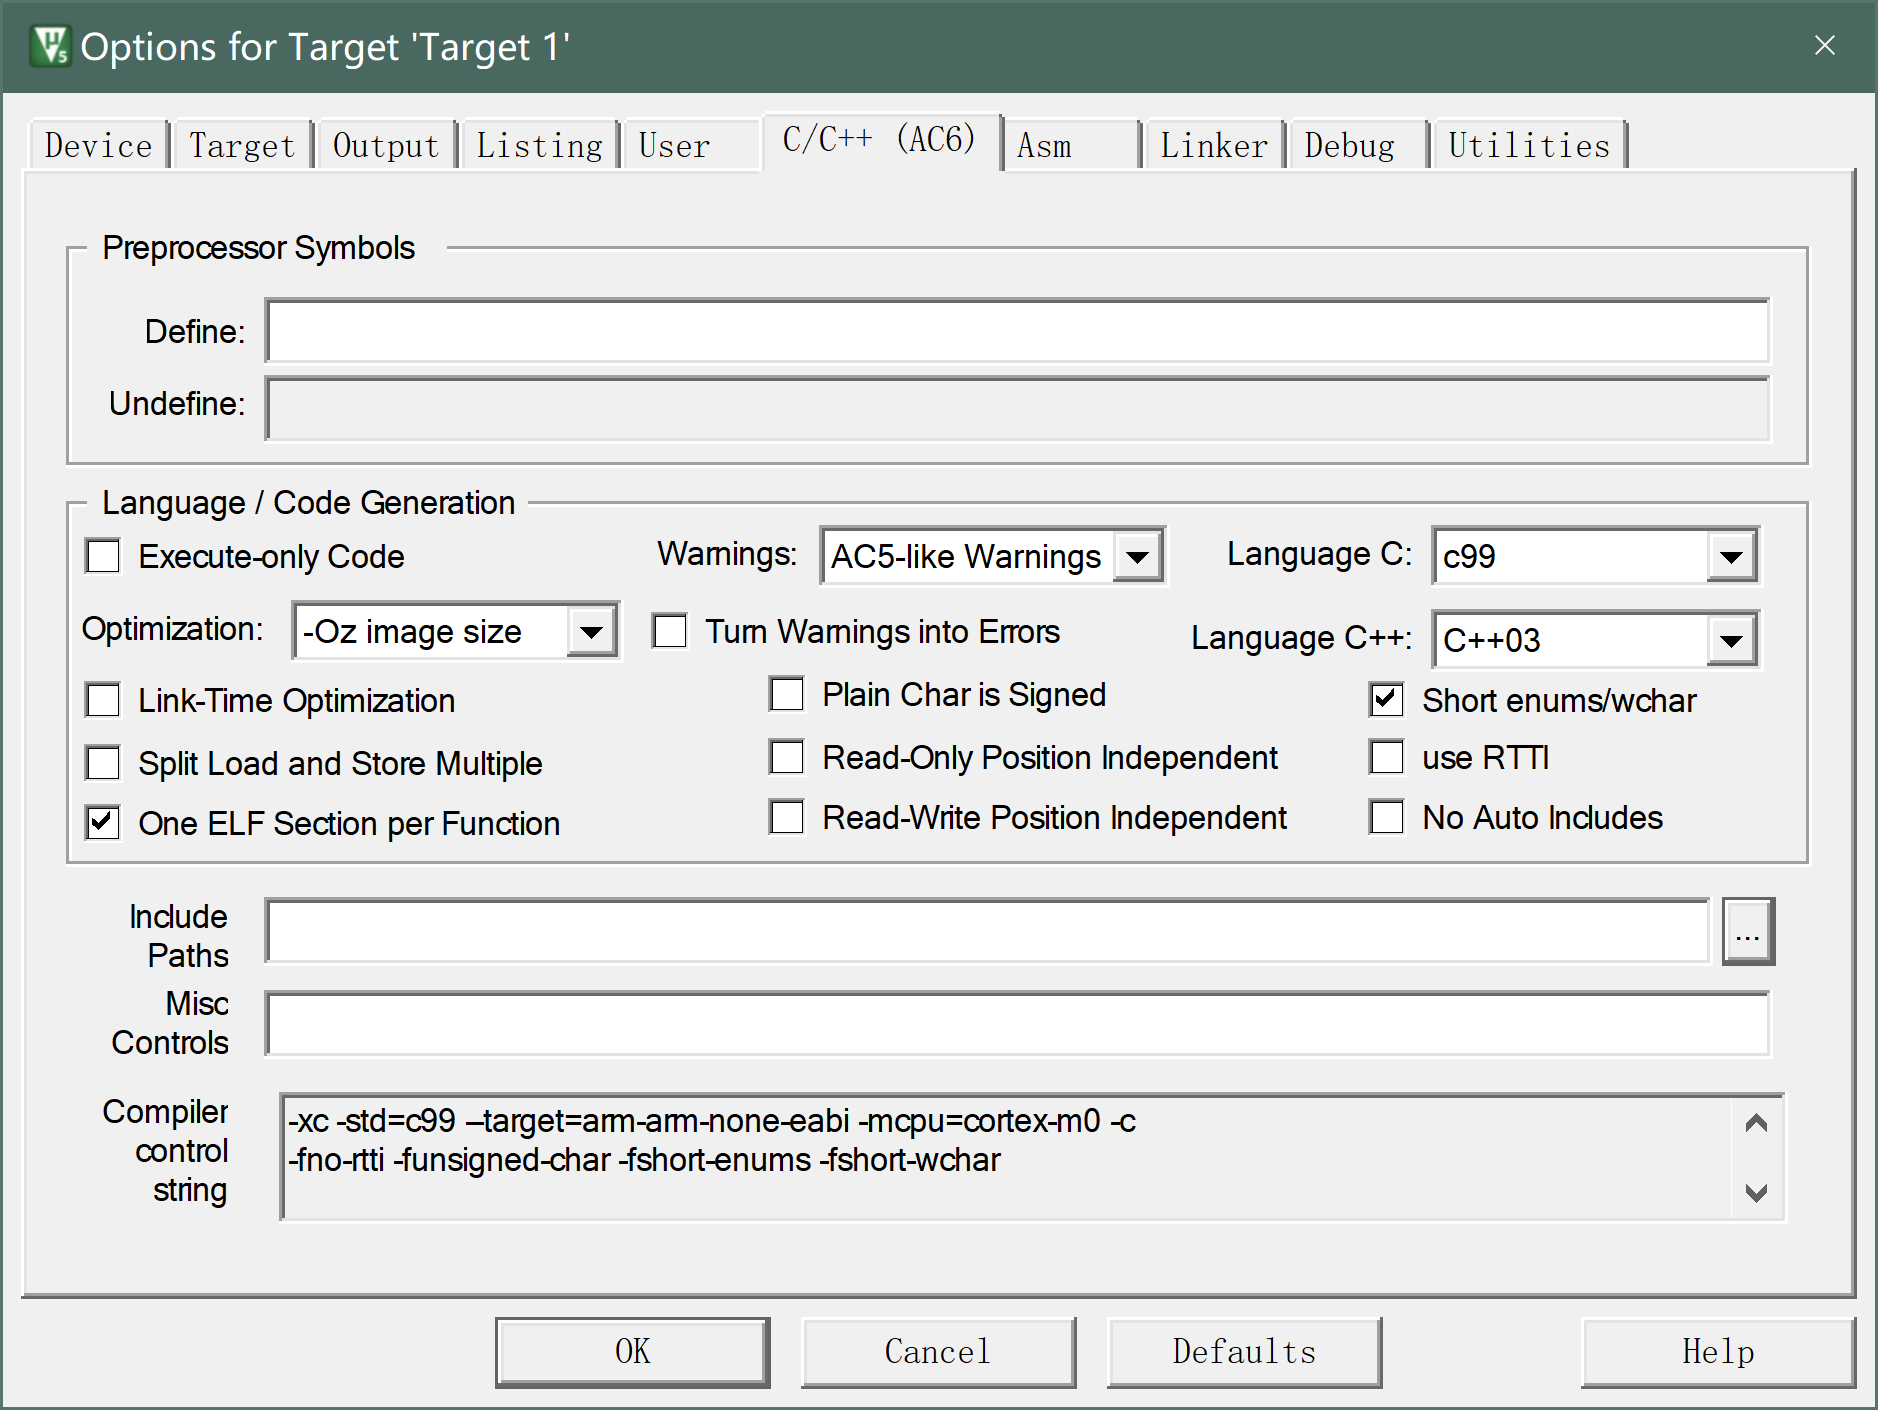 Options for Target 'Target 1'
Device Target Output Listing User C/C++ (AC6) Asm Linker Debug Utilities
Preprocessor Symbols
Define:
Undefine:
Language / Code Generation
Execute-only Code Warnings: AC5-like Warnings Language C: c99
Optimization: -Oz image size Turn Warnings into Errors Language C++: C++03
Link-Time Optimization Plain Char is Signed Short enums/wchar
Split Load and Store Multiple Read-Only Position Independent use RTTI
One ELF Section per Function Read-Write Position Independent No Auto Includes
Include
Paths
...
Misc
Controls
Compiler
control
string
-xc -std=c99 --target=arm-arm-none-eabi -mcpu=cortex-m0 -c
-fno-rtti -funsigned-char -fshort-enums -fshort-wchar
OK Cancel Defaults Help